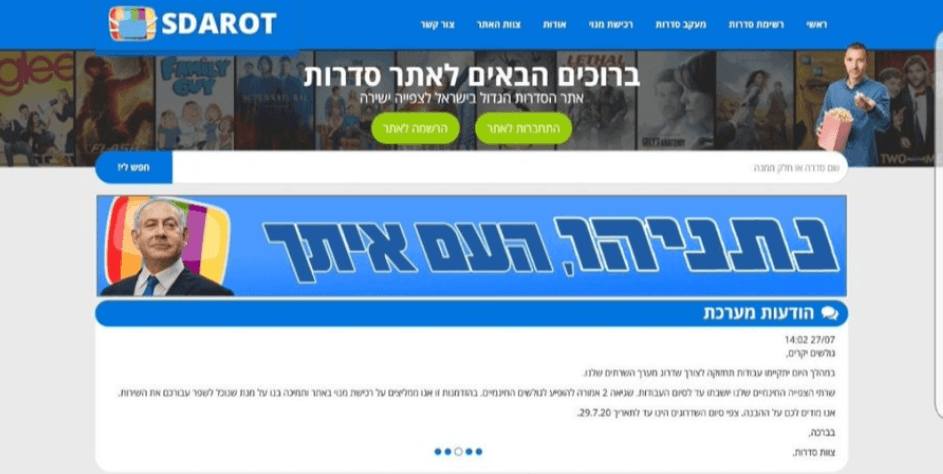 SDAROT
ראשי רשימת סדרות מעקב סדרות רכישת מנוי אודות צוות האתר צור קשר
glee
FLASH
FAMILY GUY
SUPERNATURAL
LETHAL
GREY'S ANATOMY
TWO
ברוכים הבאים לאתר סדרות
אתר הסדרות הגדול בישראל לצפייה ישירה
התחברות לאתר הרשמה לאתר
שם סדרה או חלק ממנה
חפש לי!
נתניהו, העם איתך
הודעות מערכת
27/07 14:02
גולשים יקרים,
במהלך היום יתקיימו עבודות תחזוקה לצורך שדרוג מערך השרתים שלנו.
שרתי הצפייה החינמיים שלנו יושבתו עד לסיום העבודות. שגיאה 2 אמורה להופיע לגולשים החינמיים. בהזדמנות זו אנו ממליצים על רכישת מנוי באתר ותמיכה בנו על מנת שנוכל לשפר עבורכם את השירות.
אנו מודים לכם על ההבנה. צפי סיום השדרוגים הינו עד לתאריך 29.7.20.
בברכה,
צוות סדרות.